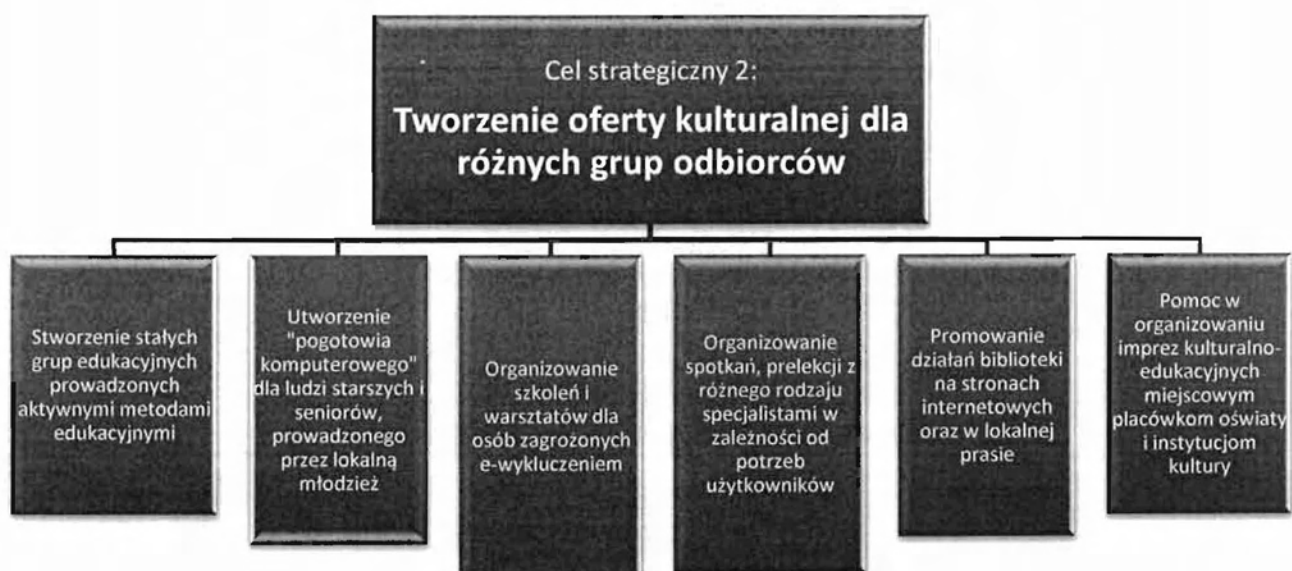 Cel strategiczny 2:
Tworzenie oferty kulturalnej dla
różnych grup odbiorców
Stworzenie stałych
grup edukacyjnych
prowadzonych
aktywnymi metodami
edukacyjnymi
Utworzenie
"pogotowia
komputerowego"
dla ludzi starszych i
seniorów,
prowadzonego
przez lokalną
młodzież
Organizowanie
szkoleń i
warsztatów dla
osób zagrożonych
e-wykluczeniem
Organizowanie
spotkań, prelekcji z
różnego rodzaju
specjalistami w
zależności od
potrzeb
użytkowników
Promowanie
działań biblioteki
na stronach
internetowych
oraz w lokalnej
prasie
Pomoc w
organizowaniu
imprez kulturalno-
edukacyjnych
miejscowym
placówkom oświaty
i instytucjom
kultury